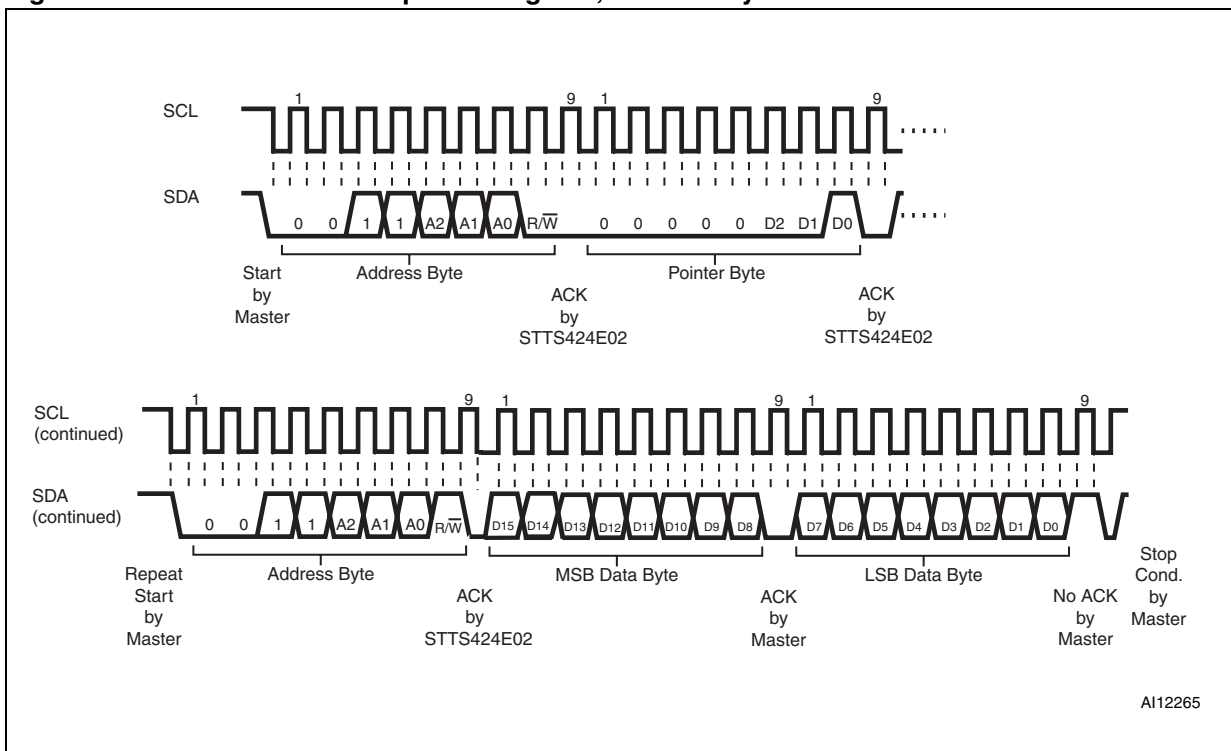 SCL
1 9 1 9
SDA
0 0 1 1 A2 A1 A0 R/W 0 0 0 0 0 D2 D1 D0
Address Byte Pointer Byte
Start
by
Master
ACK
by
STTS424E02
ACK
by
STTS424E02
SCL
(continued)
1 9 1 9 1 9
SDA
(continued)
0 0 1 1 A2 A1 A0 R/W D15 D14 D13 D12 D11 D10 D9 D8 D7 D6 D5 D4 D3 D2 D1 D0
Address Byte MSB Data Byte LSB Data Byte
Repeat
Start
by
Master
ACK
by
STTS424E02
ACK
by
Master
No ACK
by
Master
Stop
Cond.
by
Master
AI12265